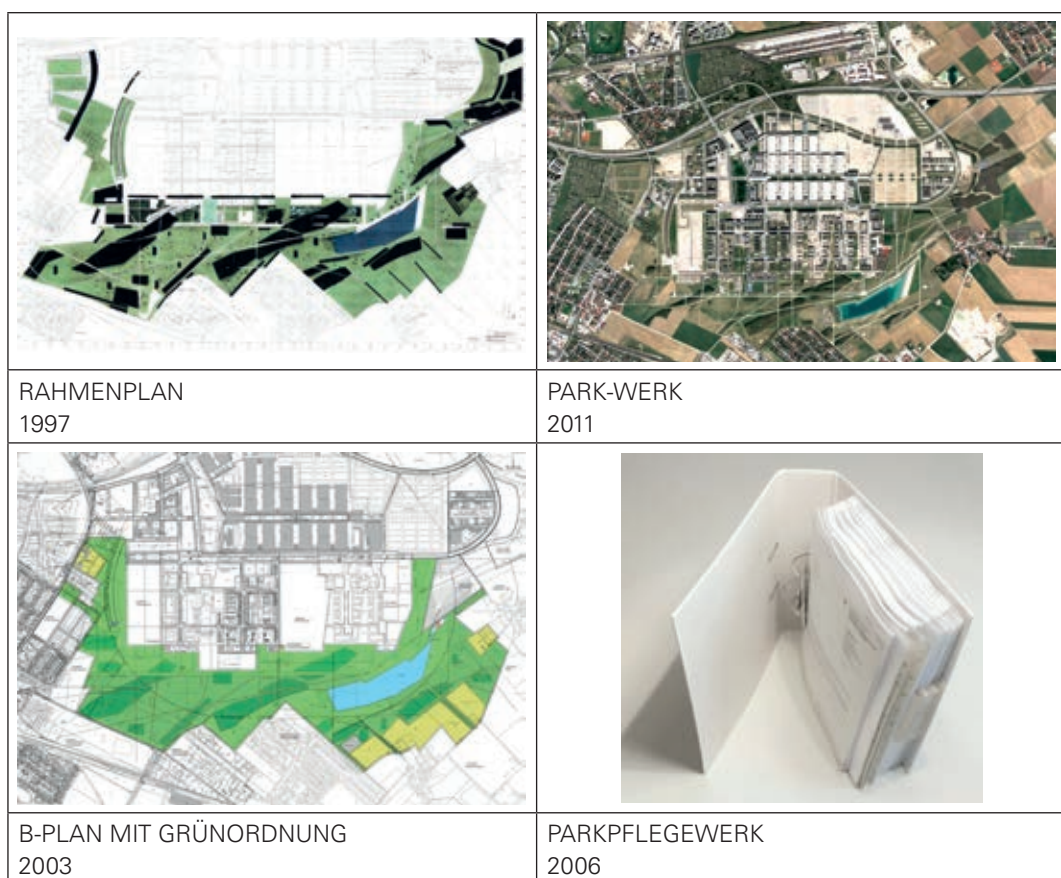 RAHMENPLAN
1997
PARK-WERK
2011
B-PLAN MIT GRÜNORDNUNG
2003
PARKPFLEGEWERK
2006